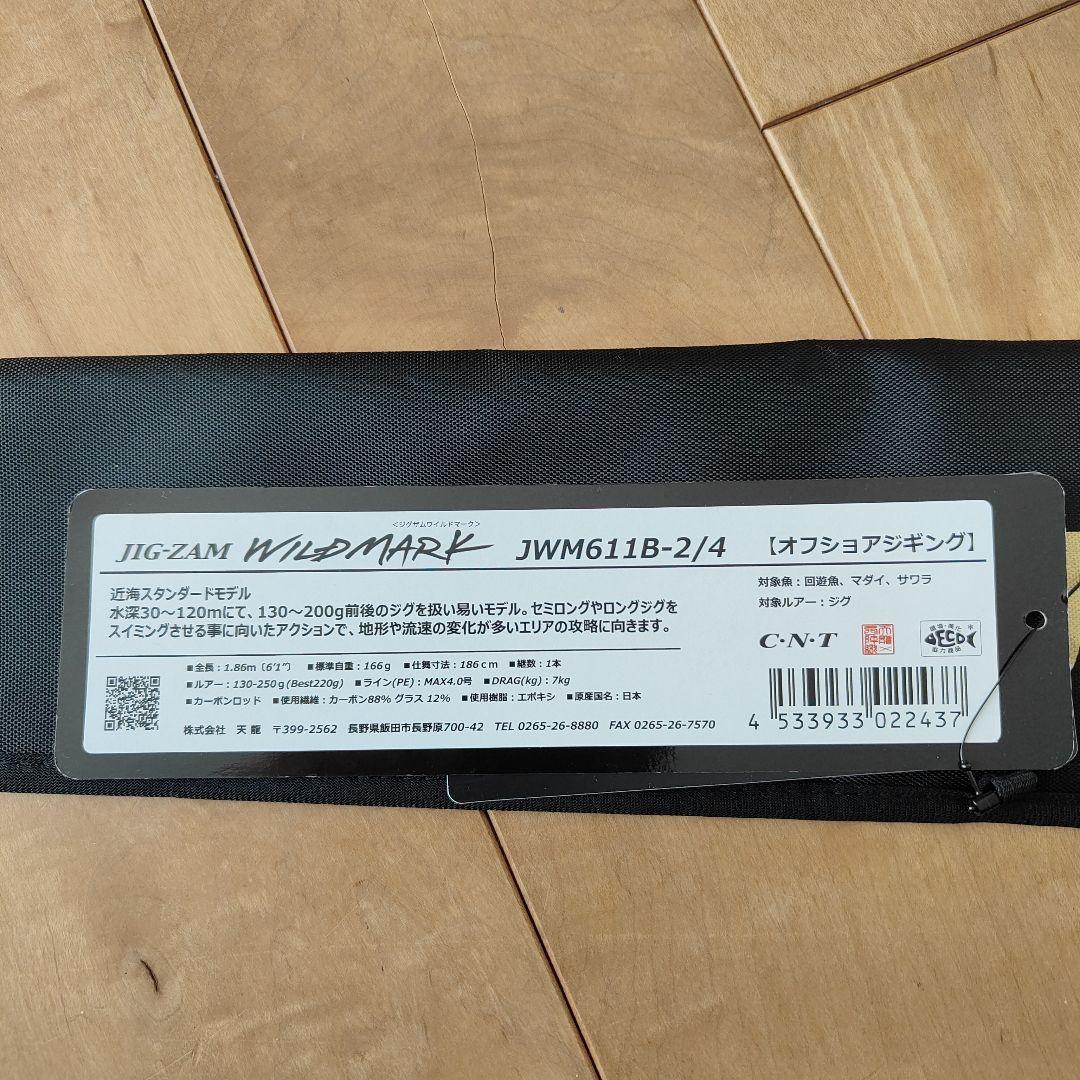 <ジグザムワイルドマーク>
JIG-ZAM WILDMARK JWM611B-2/4 【オフショアジギング】
近海スタンダードモデル
水深30～120mにて、130～200g前後のジグを扱い易いモデル。セミロングやロングジグを
スイミングさせる事に向いたアクションで、地形や流速の変化が多いエリアの攻略に向きます。
対象魚：回遊魚、マダイ、サワラ
対象ルアー：ジグ
C・N・T
環境・美化
ECO
協力商品
■全長：1.86m〔6'1"〕 ■標準自重：166g ■仕舞寸法：186cm ■継数：1本
■ルアー：130-250g(Best220g) ■ライン(PE)：MAX4.0号 ■DRAG(kg)：7kg
■カーボンロッド ■使用繊維：カーボン88% グラス 12% ■使用樹脂：エポキシ ■原産国名：日本
株式会社 天龍 〒399-2562 長野県飯田市長野原700-42 TEL 0265-26-8880 FAX 0265-26-7570
4 533933 022437